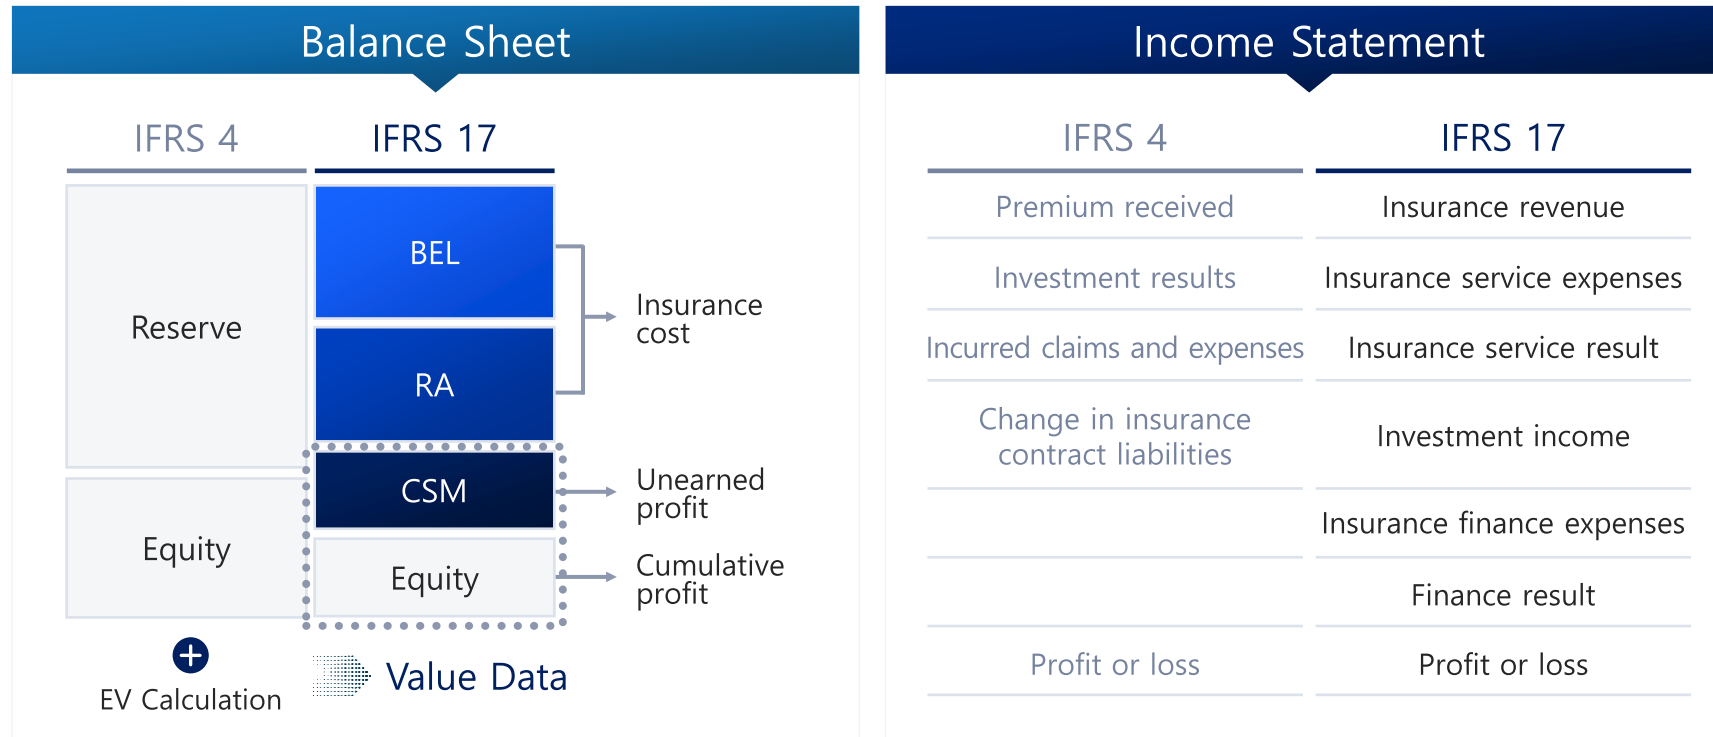 Balance Sheet
IFRS 4
IFRS 17
Reserve
Equity
BEL
RA
CSM
Equity
Insurance
cost
Unearned
profit
Cumulative
profit
EV Calculation
Value Data
Income Statement
IFRS 4
IFRS 17
Premium received
Insurance revenue
Investment results
Insurance service expenses
Incurred claims and expenses
Insurance service result
Change in insurance
contract liabilities
Investment income
Insurance finance expenses
Finance result
Profit or loss
Profit or loss